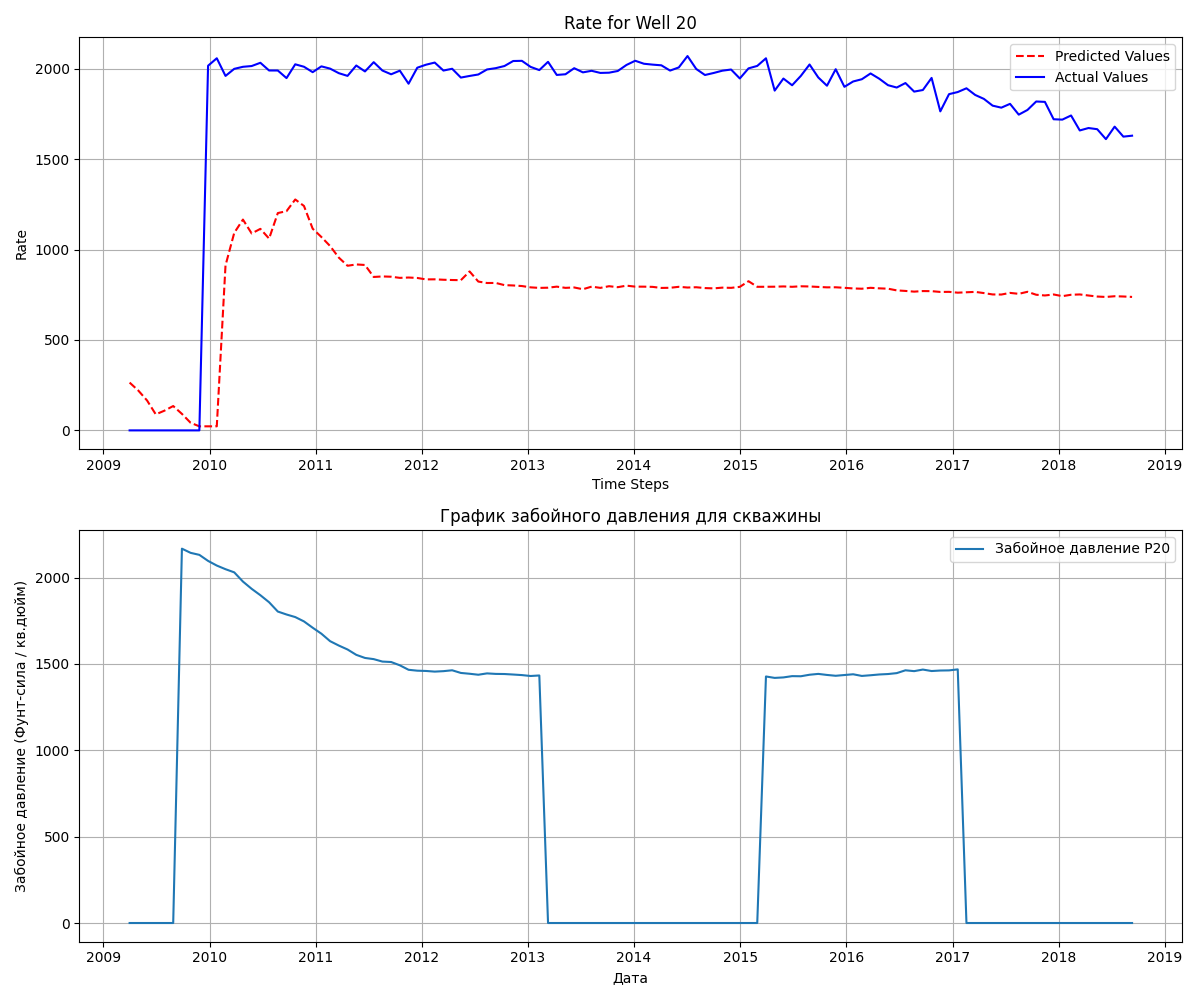 Rate for Well 20
Predicted Values
Actual Values
Rate
2000
1500
1000
500
0
2009 2010 2011 2012 2013 2014 2015 2016 2017 2018 2019
Time Steps
График забойного давления для скважины
Забойное давление P20
Забойное давление (Фунт-сила / кв.дюйм)
2000
1500
1000
500
0
2009 2010 2011 2012 2013 2014 2015 2016 2017 2018 2019
Дата